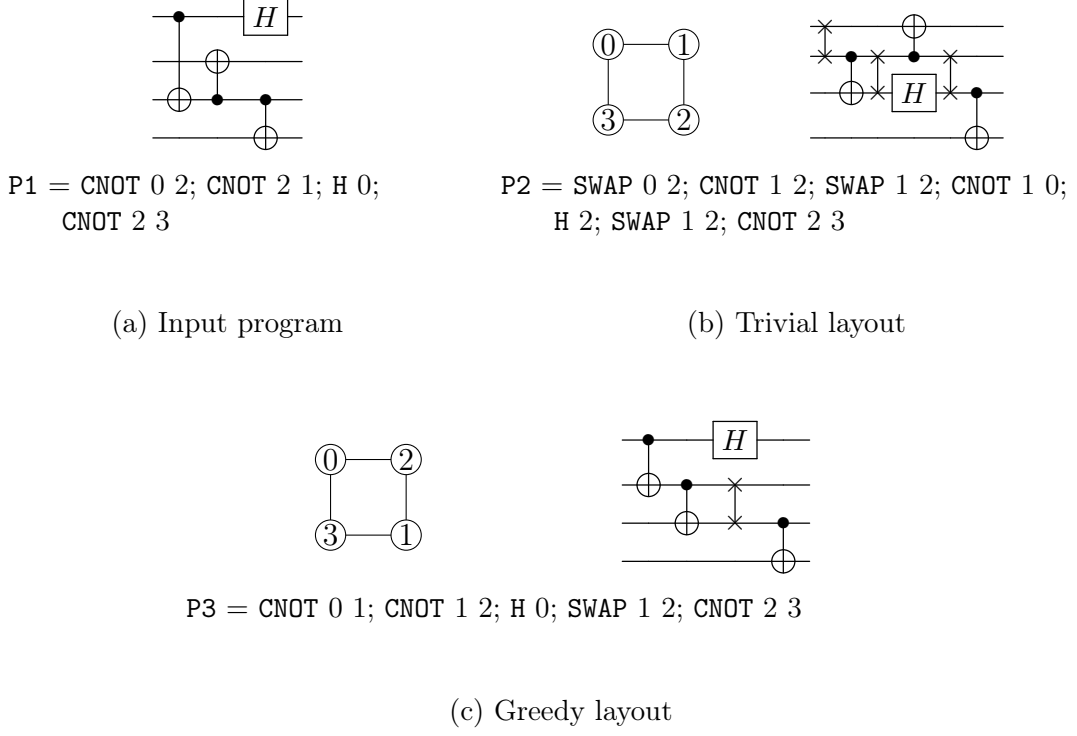 H
0 1
3 2
H
P1 = CNOT 0 2; CNOT 2 1; H 0;
CNOT 2 3
P2 = SWAP 0 2; CNOT 1 2; SWAP 1 2; CNOT 1 0;
H 2; SWAP 1 2; CNOT 2 3
(a) Input program
(b) Trivial layout
0 2
3 1
H
P3 = CNOT 0 1; CNOT 1 2; H 0; SWAP 1 2; CNOT 2 3
(c) Greedy layout